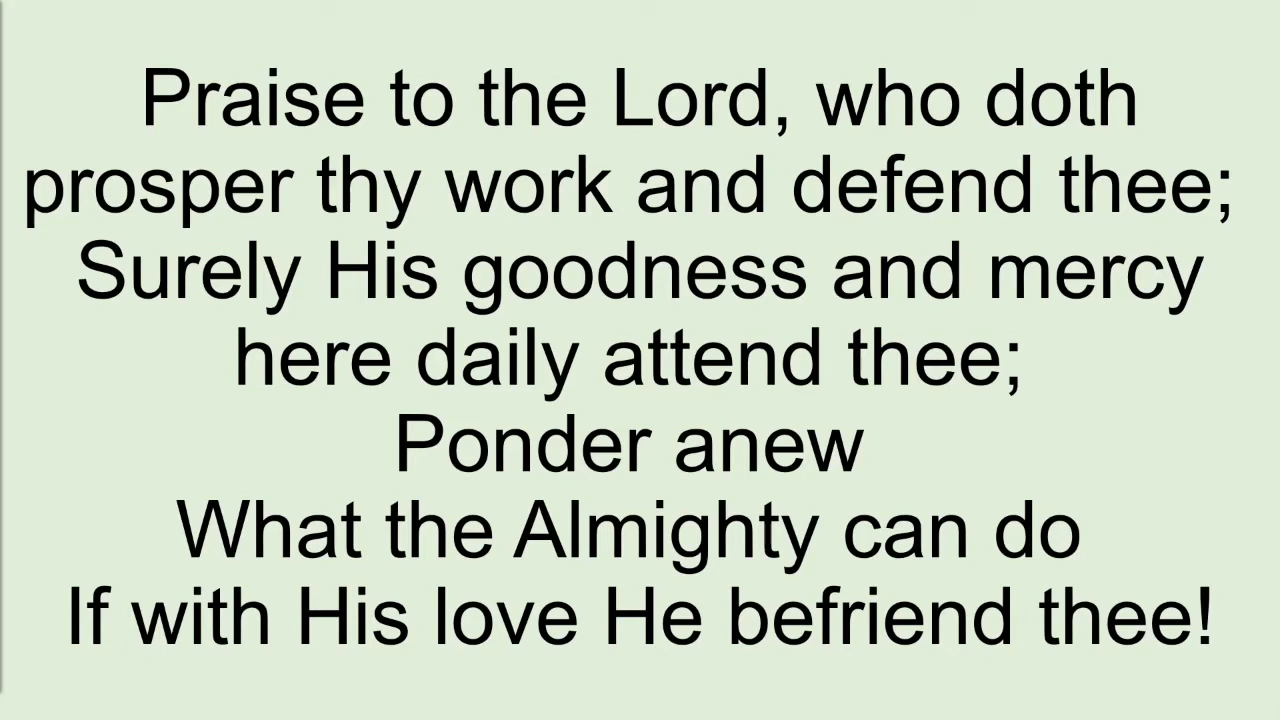 Praise to the Lord, who doth
prosper thy work and defend thee;
Surely His goodness and mercy
here daily attend thee;
Ponder anew
What the Almighty can do
If with His love He befriend thee!